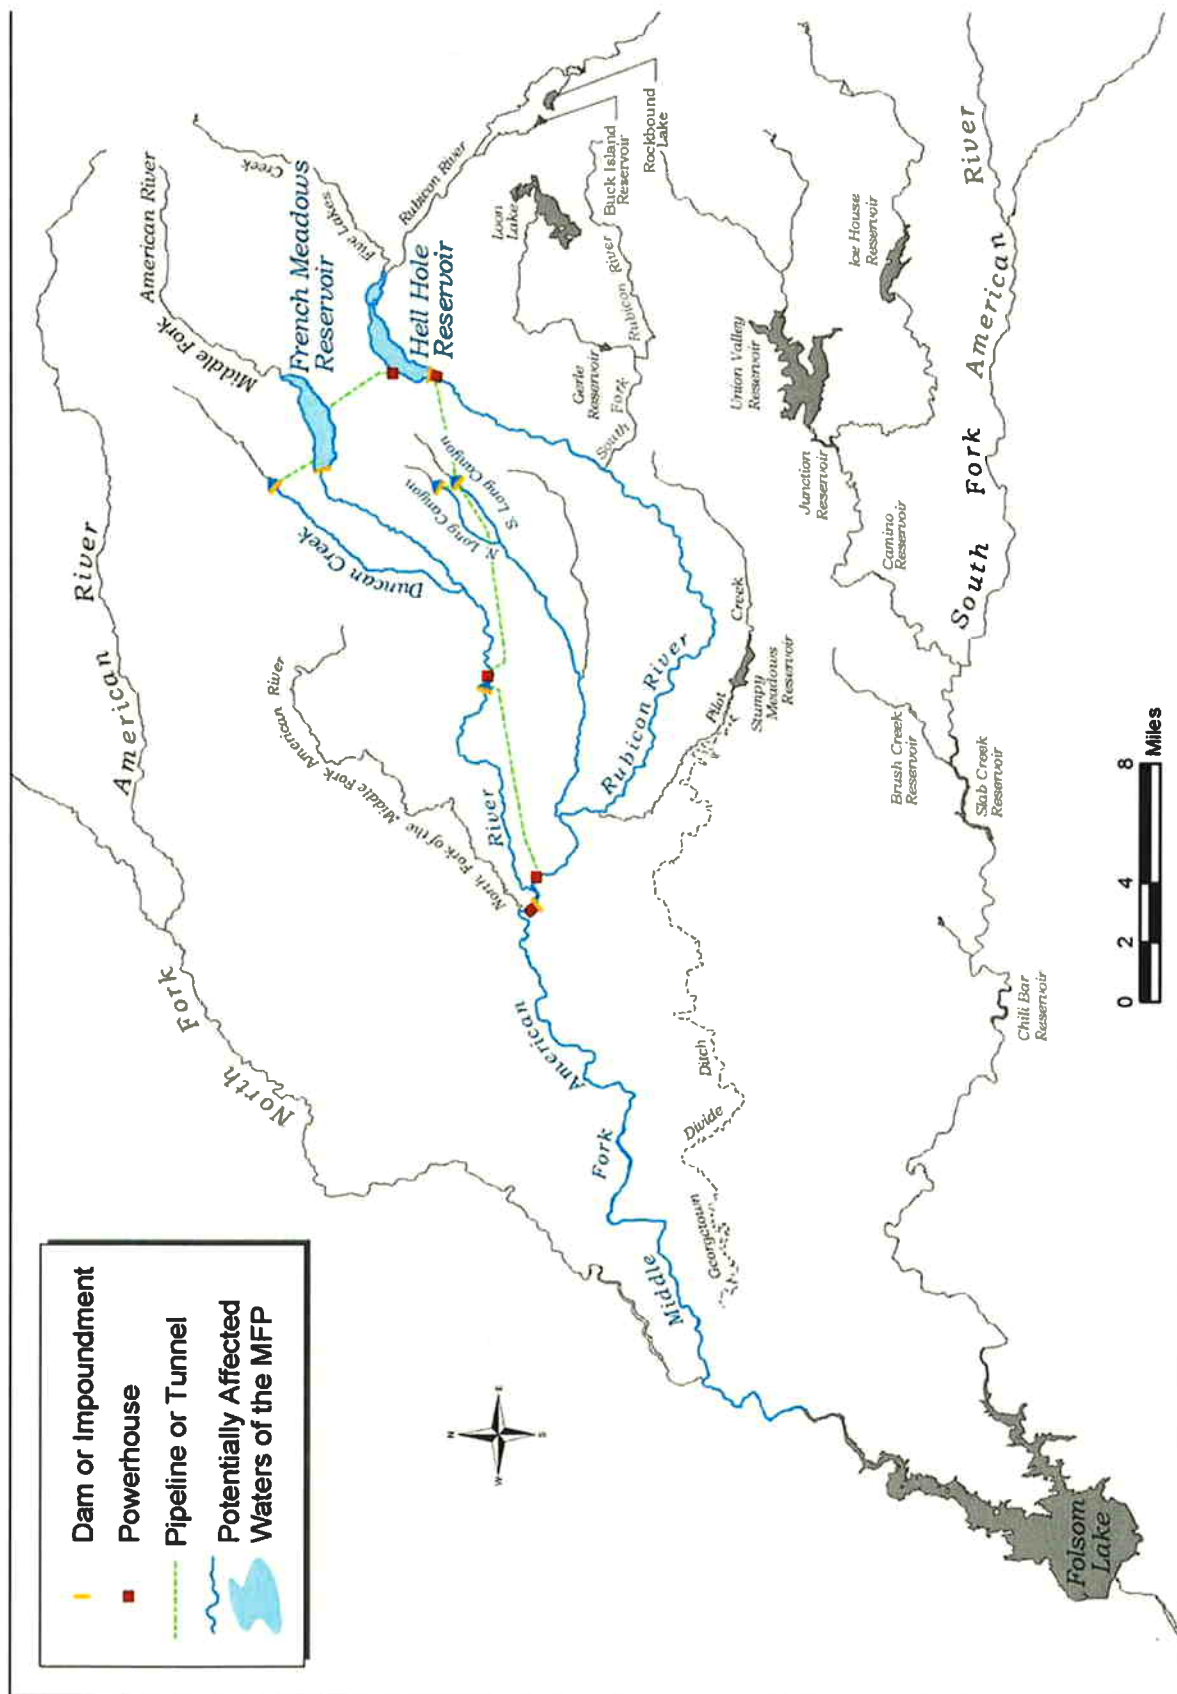 Dam or Impoundment
Powerhouse
Pipeline or Tunnel
Potentially Affected
Waters of the MFP
N
E
S
W
North
Fork
American
River
American River
Middle Fork
French Meadows
Reservoir
Five Lakes
Creek
Hell Hole
Reservoir
Rubicon River
Rockbound
Lake
Buck Island
Reservoir
Loon
Lake
Rubicon River
South Fork
Gerle
Reservoir
Duncan Creek
N. Long Canyon
S. Long Canyon
North Fork of the Middle Fork American River
Middle
Fork
American
River
Rubicon River
Pilot
Creek
Stumpy
Meadows
Reservoir
Georgetown
Divide
Ditch
Union Valley
Reservoir
Ice House
Reservoir
Junction
Reservoir
Camino
Reservoir
Brush Creek
Reservoir
Slab Creek
Reservoir
Chili Bar
Reservoir
South Fork American River
Folsom
Lake
0 2 4 8
Miles